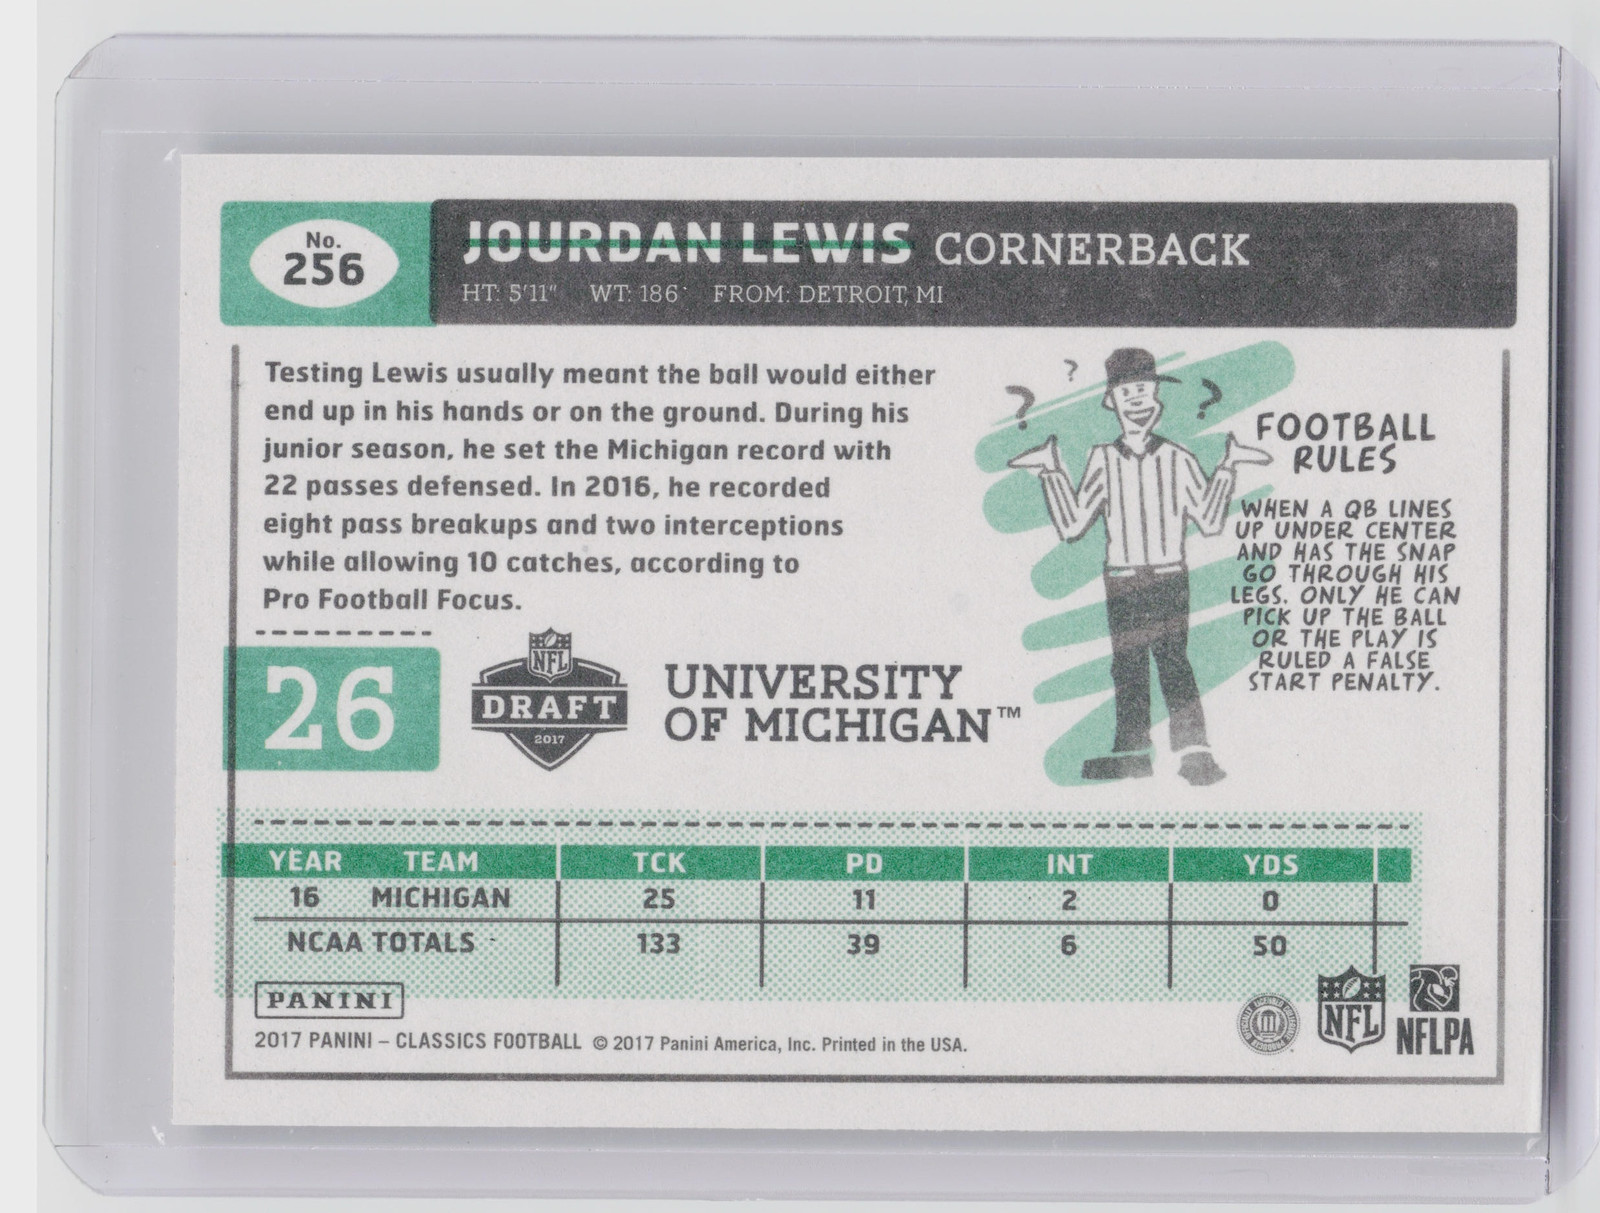 No.
256
JOURDAN LEWIS CORNERBACK
HT: 5'11" WT: 186 FROM: DETROIT, MI
Testing Lewis usually meant the ball would either
end up in his hands or on the ground. During his
junior season, he set the Michigan record with
22 passes defensed. In 2016, he recorded
eight pass breakups and two interceptions
while allowing 10 catches, according to
Pro Football Focus.
? ? ?
FOOTBALL
RULES
WHEN A QB LINES
UP UNDER CENTER
AND HAS THE SNAP
GO THROUGH HIS
LEGS. ONLY HE CAN
PICK UP THE BALL
OR THE PLAY IS
RULED A FALSE
START PENALTY.
26
NFL
DRAFT
2017
UNIVERSITY
OF MICHIGAN™
YEAR TEAM TCK PD INT YDS
16 MICHIGAN 25 11 2 0
NCAA TOTALS 133 39 6 50
PANINI
2017 PANINI – CLASSICS FOOTBALL © 2017 Panini America, Inc. Printed in the USA.
NFL
NFLPA